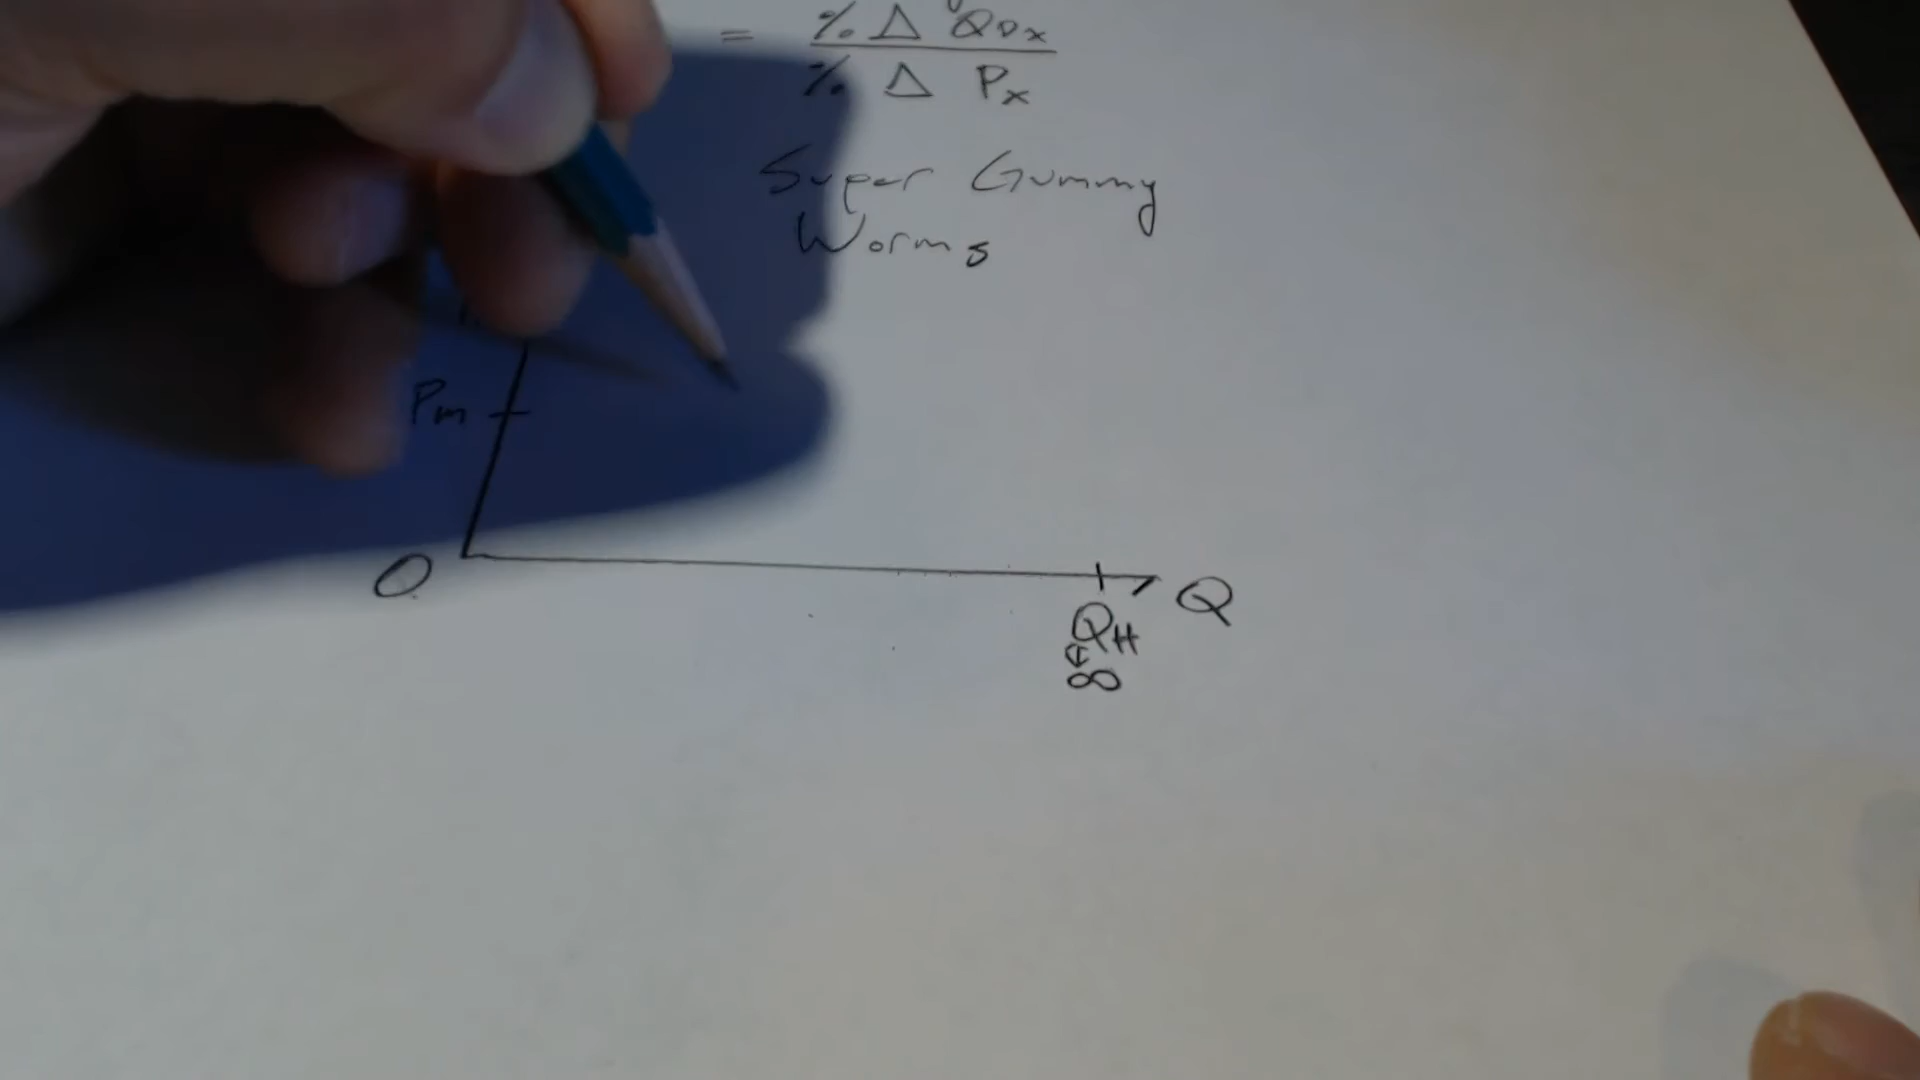 = % Δ QDx
% Δ Px
Super Gummy
Worms
Pm
O
Q
QH
∞